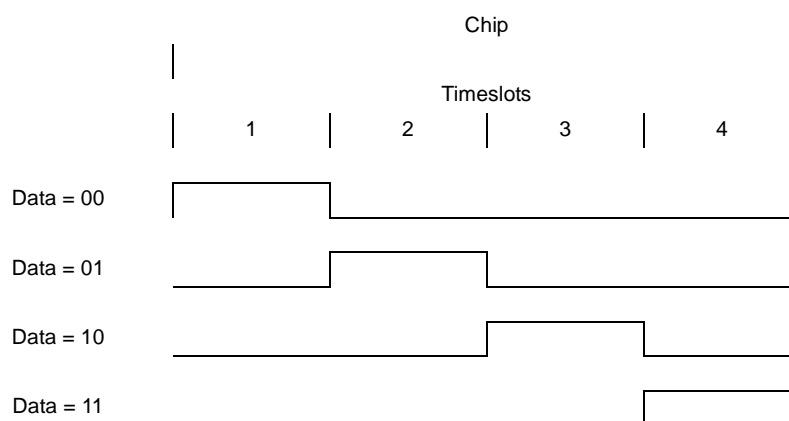 Chip
Timeslots
1 2 3 4
Data = 00
Data = 01
Data = 10
Data = 11